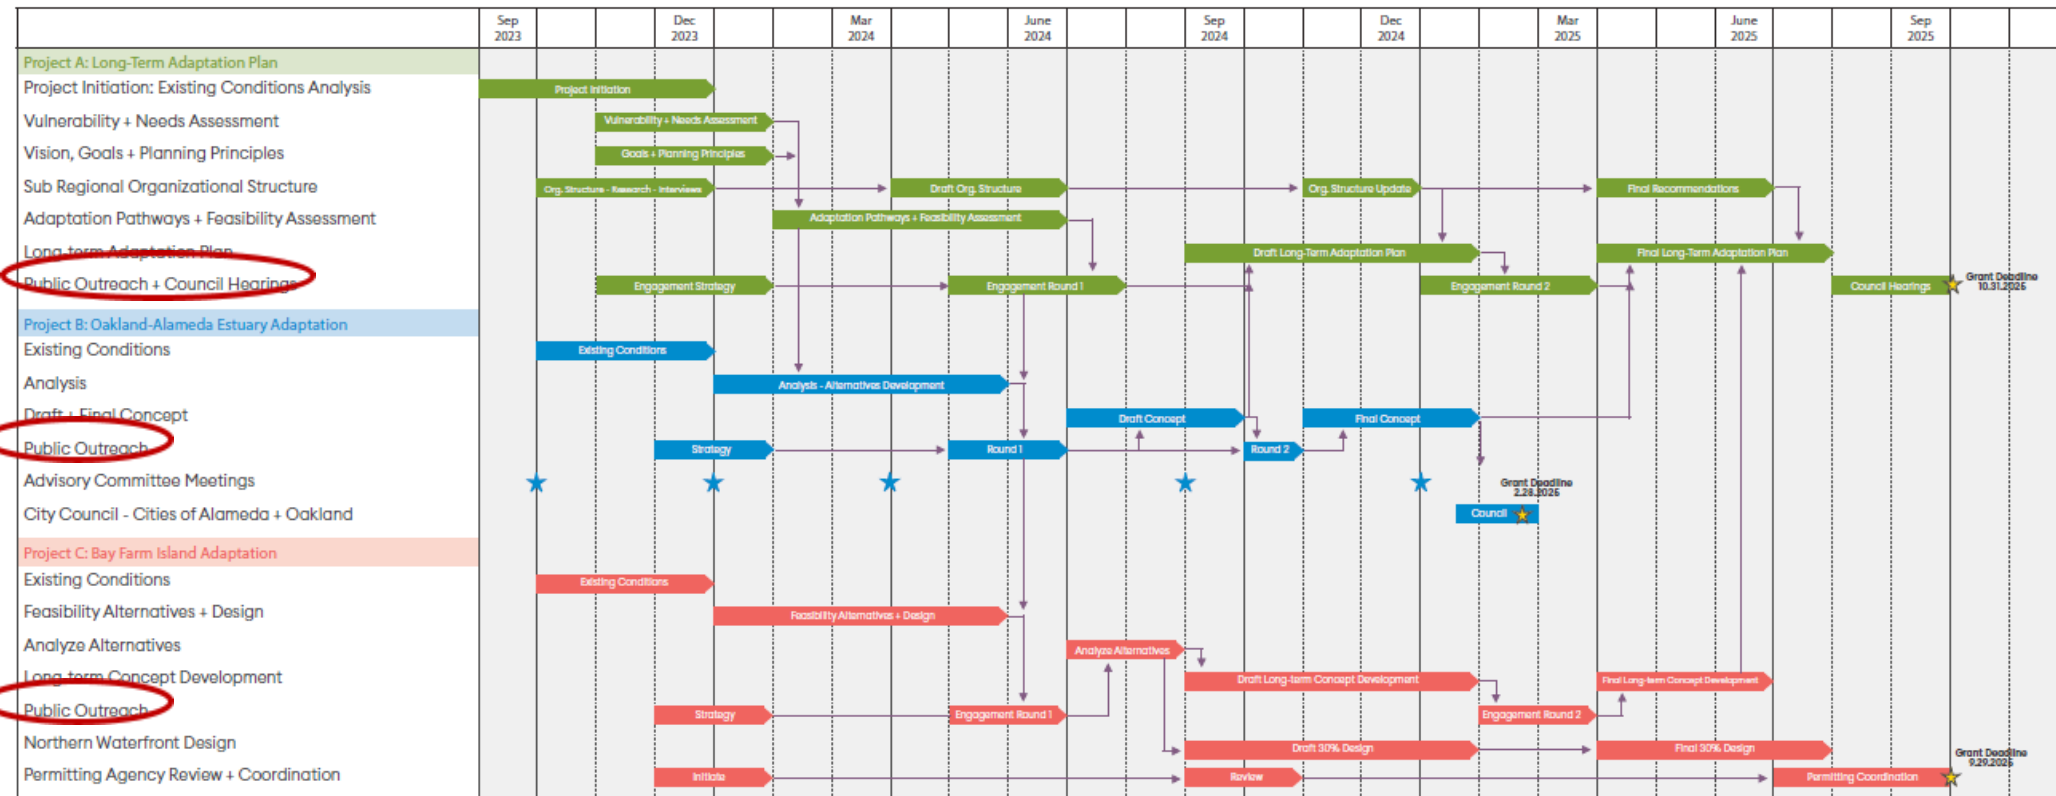 Sep 2023
Dec 2023
Mar 2024
June 2024
Sep 2024
Dec 2024
Mar 2025
June 2025
Sep 2025
Project A: Long-Term Adaptation Plan
Project Initiation: Existing Conditions Analysis
Project Initiation
Vulnerability + Needs Assessment
Vulnerability + Needs Assessment
Vision, Goals + Planning Principles
Goals + Planning Principles
Sub Regional Organizational Structure
Org. Structure - Research - Interviews
Draft Org. Structure
Org. Structure Update
Final Recommendations
Adaptation Pathways + Feasibility Assessment
Adaptation Pathways + Feasibility Assessment
Long-term Adaptation Plan
Draft Long-Term Adaptation Plan
Final Long-Term Adaptation Plan
Public Outreach + Council Hearings
Engagement Strategy
Engagement Round 1
Engagement Round 2
Council Hearings
Grant Deadline
10.31.2025
Project B: Oakland-Alameda Estuary Adaptation
Existing Conditions
Existing Conditions
Analysis
Analysis - Alternatives Development
Draft + Final Concept
Draft Concept
Final Concept
Public Outreach
Strategy
Round 1
Round 2
Advisory Committee Meetings
Grant Deadline
2.28.2025
City Council - Cities of Alameda + Oakland
Council
Project C: Bay Farm Island Adaptation
Existing Conditions
Existing Conditions
Feasibility Alternatives + Design
Feasibility Alternatives + Design
Analyze Alternatives
Analyze Alternatives
Long-term Concept Development
Draft Long-term Concept Development
Final Long-term Concept Development
Public Outreach
Strategy
Engagement Round 1
Engagement Round 2
Northern Waterfront Design
Draft 30% Design
Final 30% Design
Grant Deadline
9.29.2025
Permitting Agency Review + Coordination
Initiate
Review
Permitting Coordination